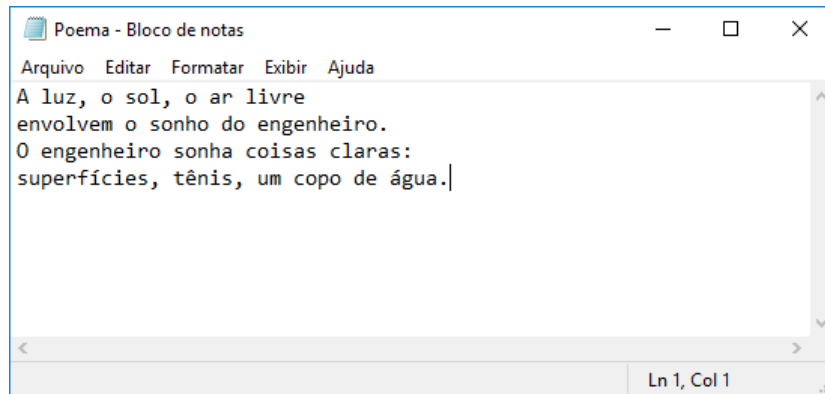 Poema - Bloco de notas
Arquivo Editar Formatar Exibir Ajuda
A luz, o sol, o ar livre
envolvem o sonho do engenheiro.
O engenheiro sonha coisas claras:
superfícies, tênis, um copo de água.
Ln 1, Col 1